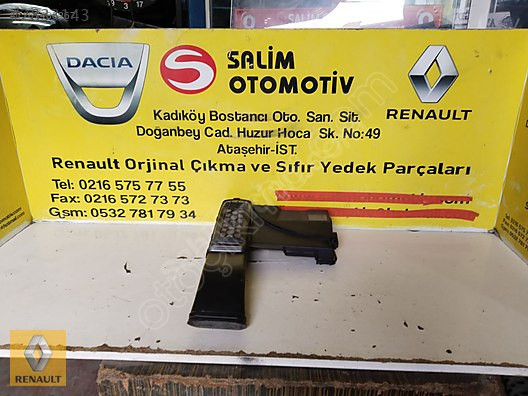 DACIA
SALİM
OTOMOTİV
RENAULT
Kadıköy Bostancı Oto. San. Sit.
Doğanbey Cad. Huzur Hoca Sk. No:49
Ataşehir-İST.
Renault Orjinal Çıkma ve Sıfır Yedek Parçaları
Tel: 0216 575 77 55
Fax: 0216 572 73 73
Gsm: 0532 781 79 34
RENAULT